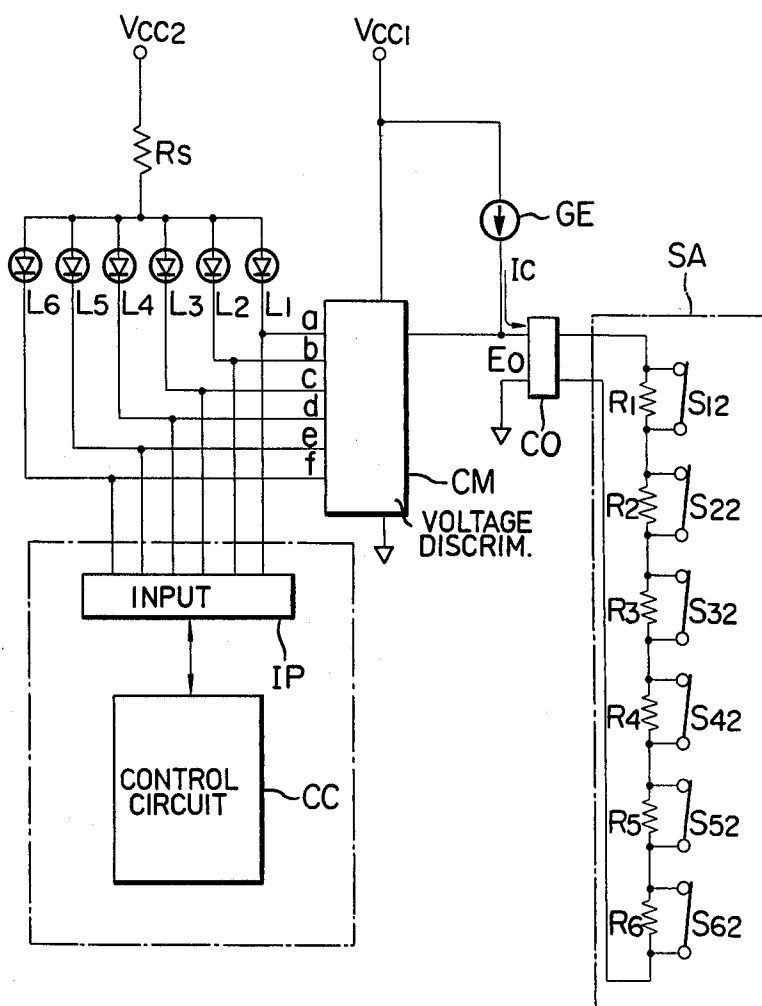 VCC2
VCC1
RS
GE
SA
IC
L6 L5 L4 L3 L2 L1
a
b
c
d
e
f
EO
CO
CM
VOLTAGE
DISCRIM.
R1 S12
R2 S22
R3 S32
R4 S42
R5 S52
R6 S62
INPUT
IP
CONTROL
CIRCUIT
CC